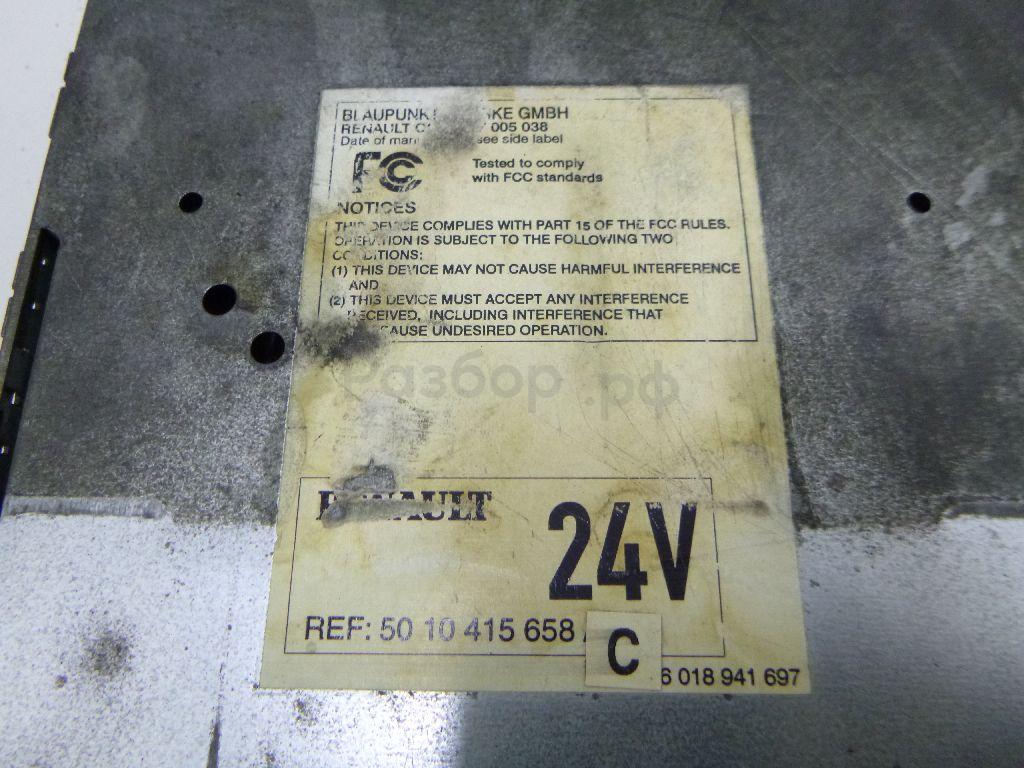 BLAUPUNKT GMBH
RENAULT 005 038
Date of see side label
FC
Tested to comply
with FCC standards
NOTICES
THIS DEVICE COMPLIES WITH PART 15 OF THE FCC RULES.
OPERATION IS SUBJECT TO THE FOLLOWING TWO
CONDITIONS:
(1) THIS DEVICE MAY NOT CAUSE HARMFUL INTERFERENCE
AND
(2) THIS DEVICE MUST ACCEPT ANY INTERFERENCE
RECEIVED, INCLUDING INTERFERENCE THAT
CAUSE UNDESIRED OPERATION.
Разбор.рф
RENAULT
24V
REF: 50 10 415 658
C
6 018 941 697